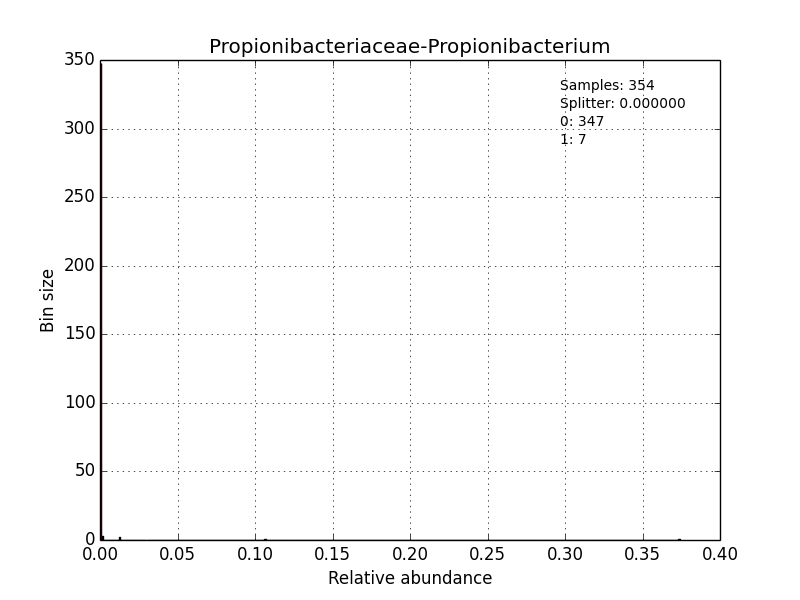 Propionibacteriaceae-Propionibacterium
Samples: 354
Splitter: 0.000000
0: 347
1: 7
350
300
250
200
150
100
50
0
Bin size
0.00 0.05 0.10 0.15 0.20 0.25 0.30 0.35 0.40
Relative abundance